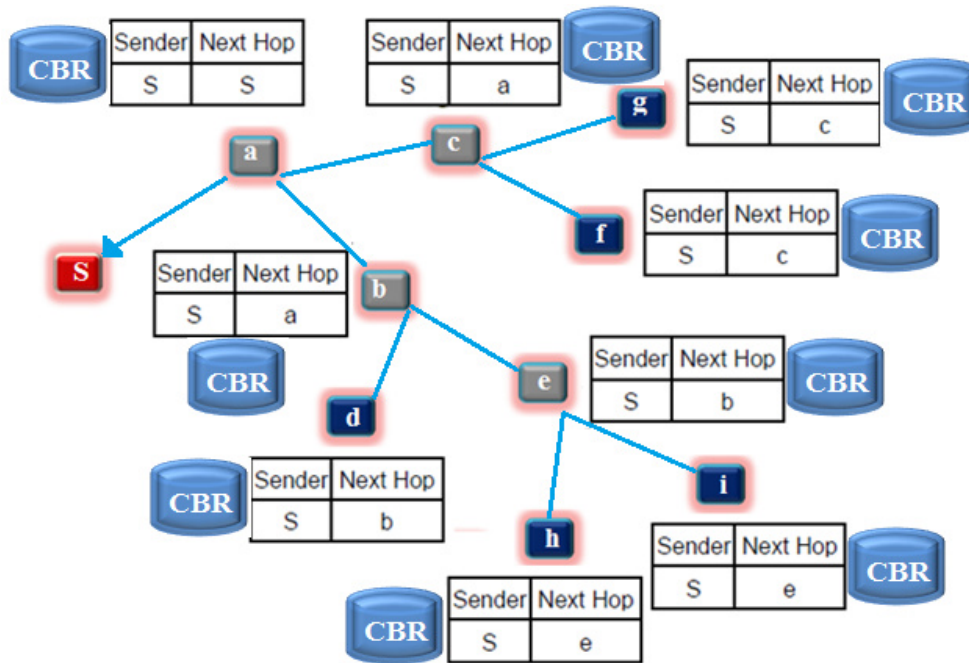 CBR
Sender Next Hop
S S
Sender Next Hop
S a
CBR
g
Sender Next Hop
S c
CBR
a
c
f
Sender Next Hop
S c
CBR
S
Sender Next Hop
S a
CBR
b
e
Sender Next Hop
S b
CBR
d
CBR
Sender Next Hop
S b
i
h
Sender Next Hop
S e
CBR
CBR
Sender Next Hop
S e